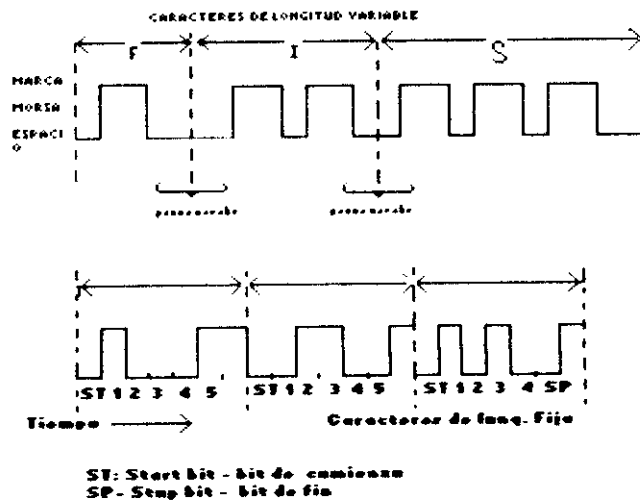 CARACTERES DE LONGITUD VARIABLE
F I S
MARCA
MORSA
ESPACI
O
ST 1 2 3 4 5 ST 1 2 3 4 5 ST 1 2 3 4 SP
Tiempo Caracteres de long. Fija
ST: Start bit - bit de comienzo
SP- Stop bit - bit de fin